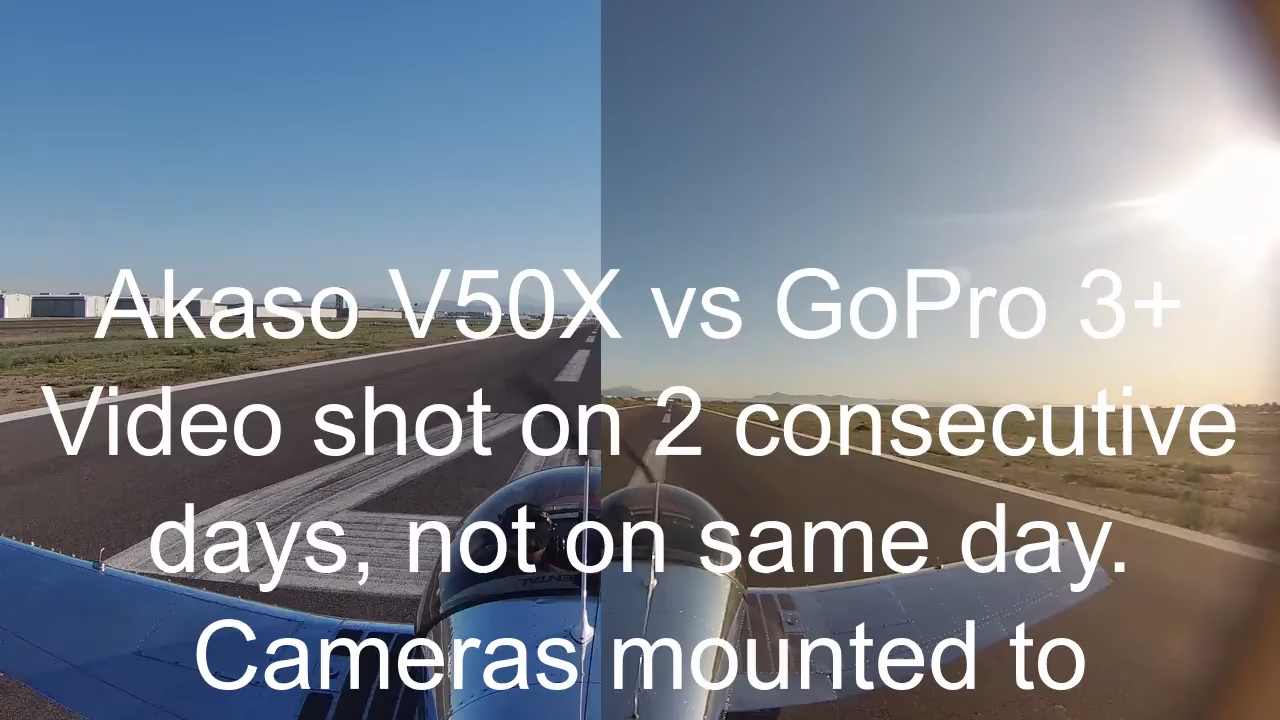 Akaso V50X vs GoPro 3+
Video shot on 2 consecutive
days, not on same day.
Cameras mounted to